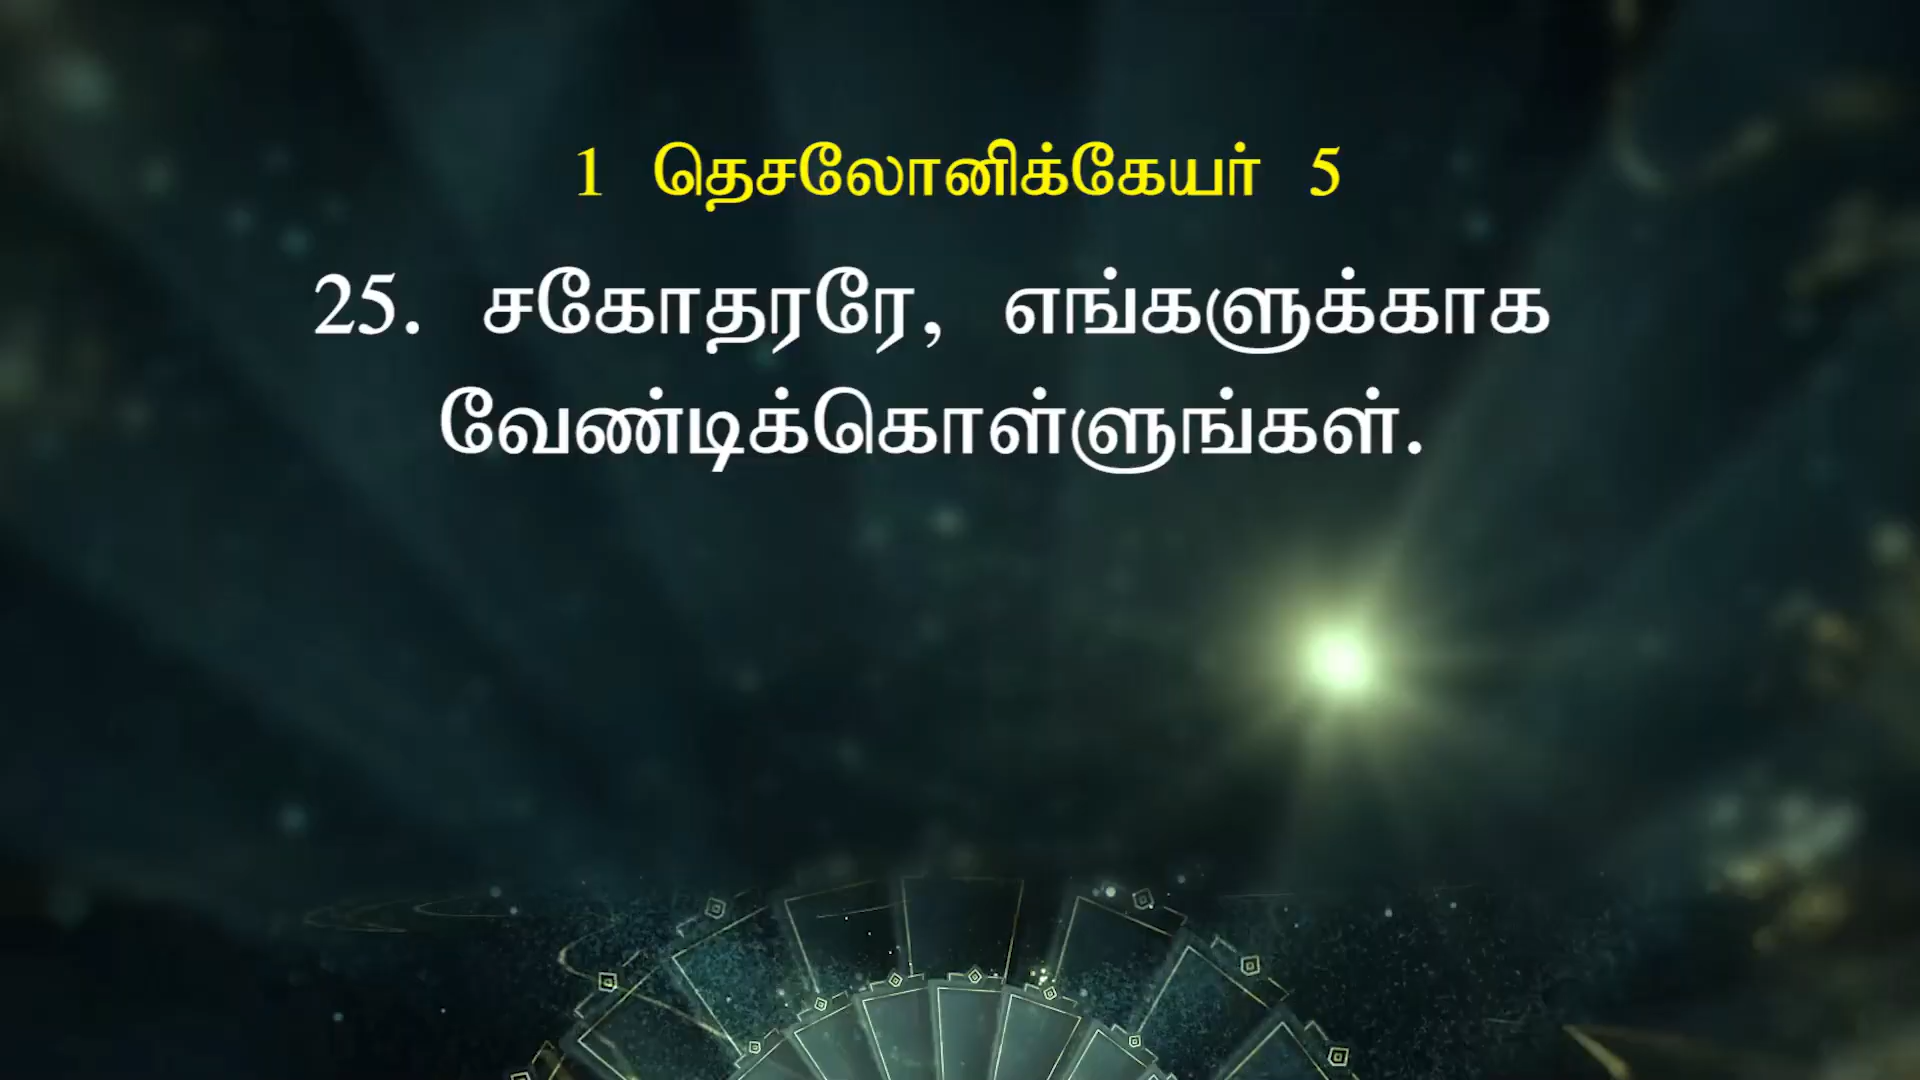 1 தெசலோனிக்கேயர் 5
25. சகோதரரே, எங்களுக்காக
வேண்டிக்கொள்ளுங்கள்.